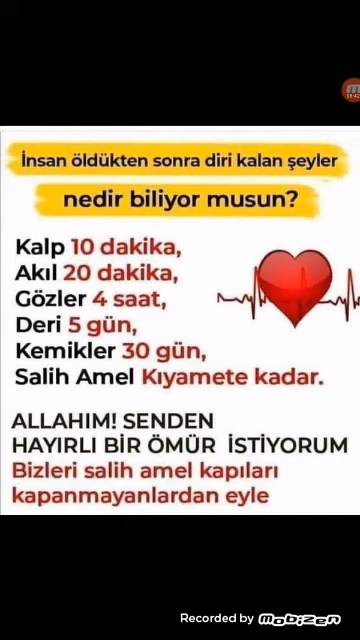 İnsan öldükten sonra diri kalan şeyler
nedir biliyor musun?
Kalp 10 dakika,
Akıl 20 dakika,
Gözler 4 saat,
Deri 5 gün,
Kemikler 30 gün,
Salih Amel Kıyamete kadar.
ALLAHIM! SENDEN
HAYIRLI BİR ÖMÜR İSTİYORUM
Bizleri salih amel kapıları
kapanmayanlardan eyle
Recorded by mobizen